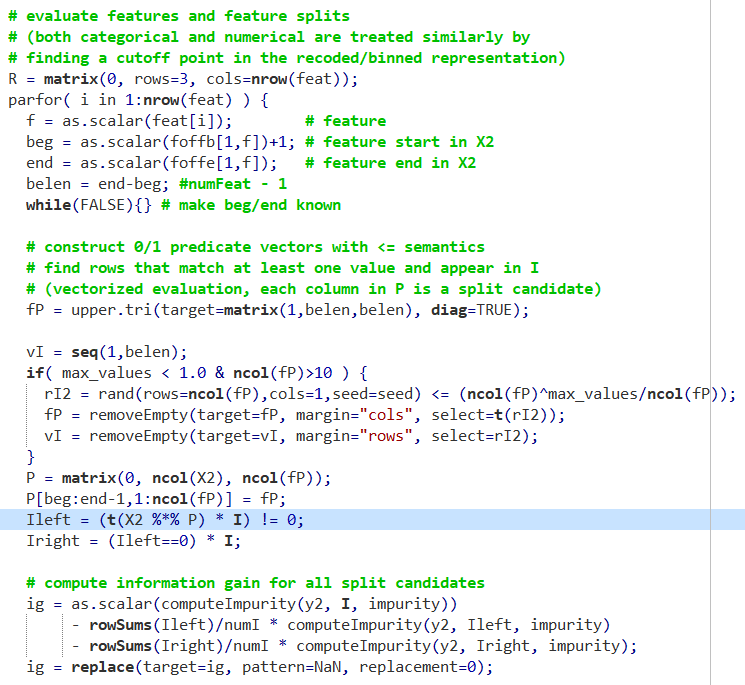 # evaluate features and feature splits
# (both categorical and numerical are treated similarly by
# finding a cutoff point in the recoded/binned representation)
R = matrix(0, rows=3, cols=nrow(feat));
parfor( i in 1:nrow(feat) ) {
  f = as.scalar(feat[i]);        # feature
  beg = as.scalar(foffb[1,f])+1; # feature start in X2
  end = as.scalar(foffe[1,f]);   # feature end in X2
  belen = end-beg; #numFeat - 1
  while(FALSE){} # make beg/end known

  # construct 0/1 predicate vectors with <= semantics
  # find rows that match at least one value and appear in I
  # (vectorized evaluation, each column in P is a split candidate)
  fP = upper.tri(target=matrix(1,belen,belen), diag=TRUE);

  vI = seq(1,belen);
  if( max_values < 1.0 & ncol(fP)>10 ) {
    rI2 = rand(rows=ncol(fP),cols=1,seed=seed) <= (ncol(fP)^max_values/ncol(fP));
    fP = removeEmpty(target=fP, margin="cols", select=t(rI2));
    vI = removeEmpty(target=vI, margin="rows", select=rI2);
  }
  P = matrix(0, ncol(X2), ncol(fP));
  P[beg:end-1,1:ncol(fP)] = fP;
  Ileft = (t(X2 %*% P) * I) != 0;
  Iright = (Ileft==0) * I;

  # compute information gain for all split candidates
  ig = as.scalar(computeImpurity(y2, I, impurity))
       - rowSums(Ileft)/numI * computeImpurity(y2, Ileft, impurity)
       - rowSums(Iright)/numI * computeImpurity(y2, Iright, impurity);
  ig = replace(target=ig, pattern=NaN, replacement=0);